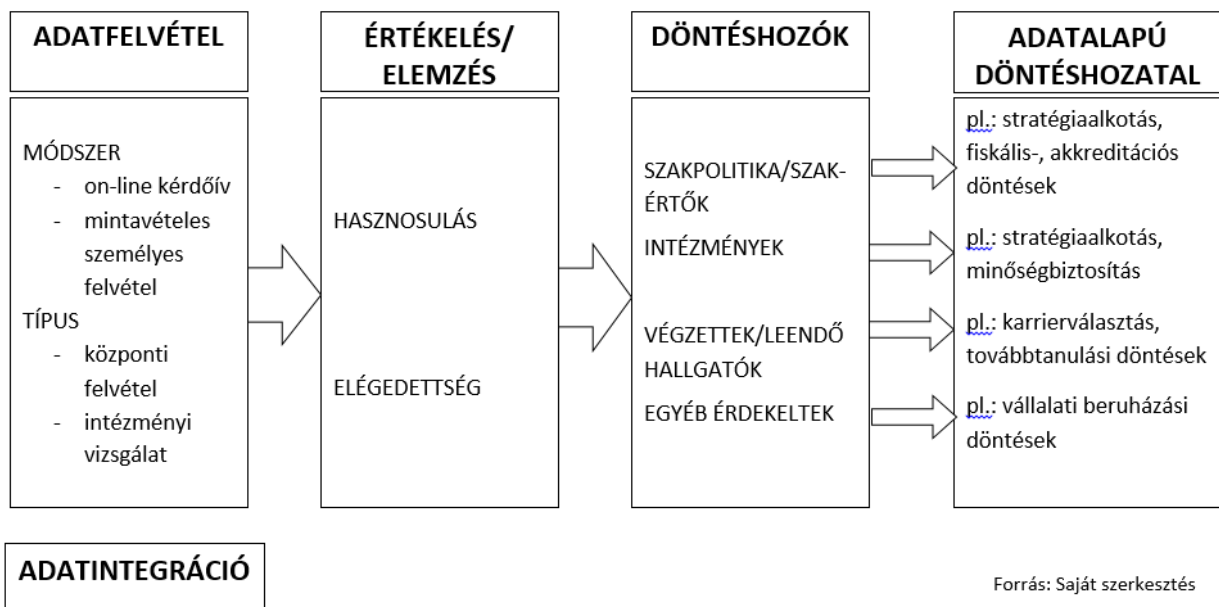 ADATFELVÉTEL
MÓDSZER
- on-line kérdőív
- mintavételes
személyes
felvétel
TÍPUS
- központi
felvétel
- intézményi
vizsgálat
ÉRTÉKELÉS/
ELEMZÉS
HASZNOSULÁS
ELÉGEDETTSÉG
DÖNTÉSHOZÓK
SZAKPOLITIKA/SZAK-
ÉRTŐK
INTÉZMÉNYEK
VÉGZETTEK/LEENDŐ
HALLGATÓK
EGYÉB ÉRDEKELTEK
ADATALAPÚ
DÖNTÉSHOZATAL
pl.: stratégiaalkotás,
fiskális-, akkreditációs
döntések
pl.: stratégiaalkotás,
minőségbiztosítás
pl.: karrierválasztás,
továbbtanulási döntések
pl.: vállalati beruházási
döntések
ADATINTEGRÁCIÓ
Forrás: Saját szerkesztés